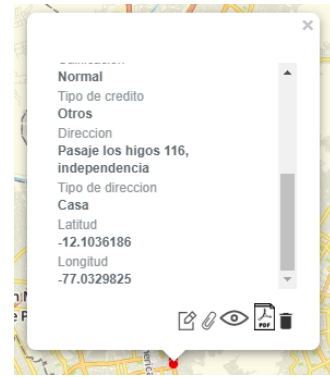 ×
Normal
Tipo de credito
Otros
Direccion
Pasaje los higos 116,
independencia
Tipo de direccion
Casa
Latitud
-12.1036186
Longitud
-77.0329825
PDF